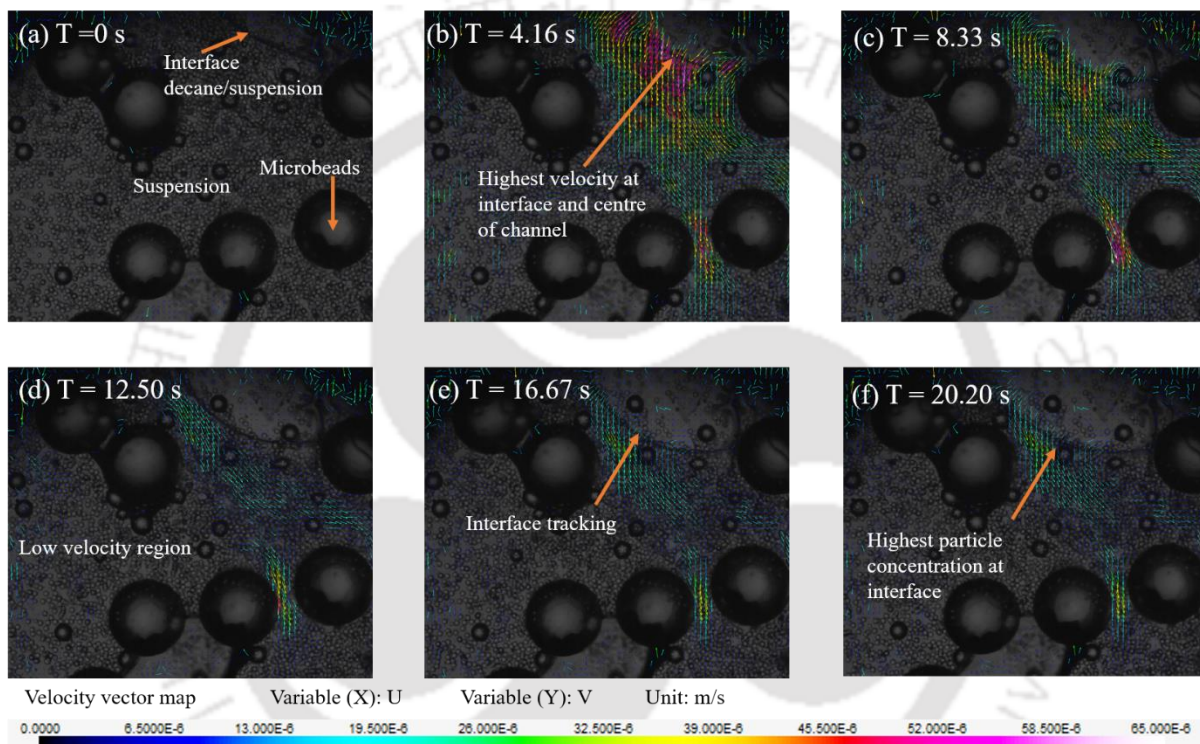 (a) T =0 s
Interface
decane/suspension
Microbeads
Suspension
(b) T = 4.16 s
Highest velocity at
interface and centre
of channel
(c) T = 8.33 s
(d) T = 12.50 s
Low velocity region
(e) T = 16.67 s
Interface tracking
(f) T = 20.20 s
Highest particle
concentration at
interface
Velocity vector map Variable (X): U Variable (Y): V Unit: m/s
0.0000 6.5000E-6 13.000E-6 19.500E-6 26.000E-6 32.500E-6 39.000E-6 45.500E-6 52.000E-6 58.500E-6 65.000E-6